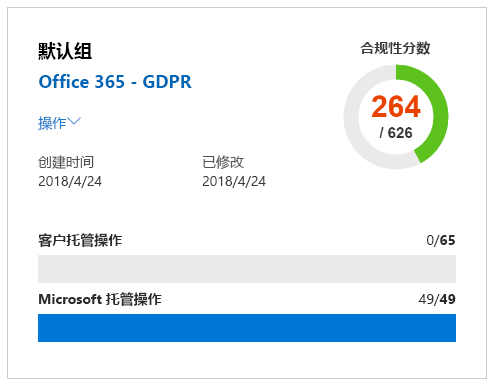 默认组
Office 365 - GDPR
操作
合规性分数
264
/ 626
创建时间
已修改
2018/4/24
2018/4/24
客户托管操作
0/65
Microsoft 托管操作
49/49